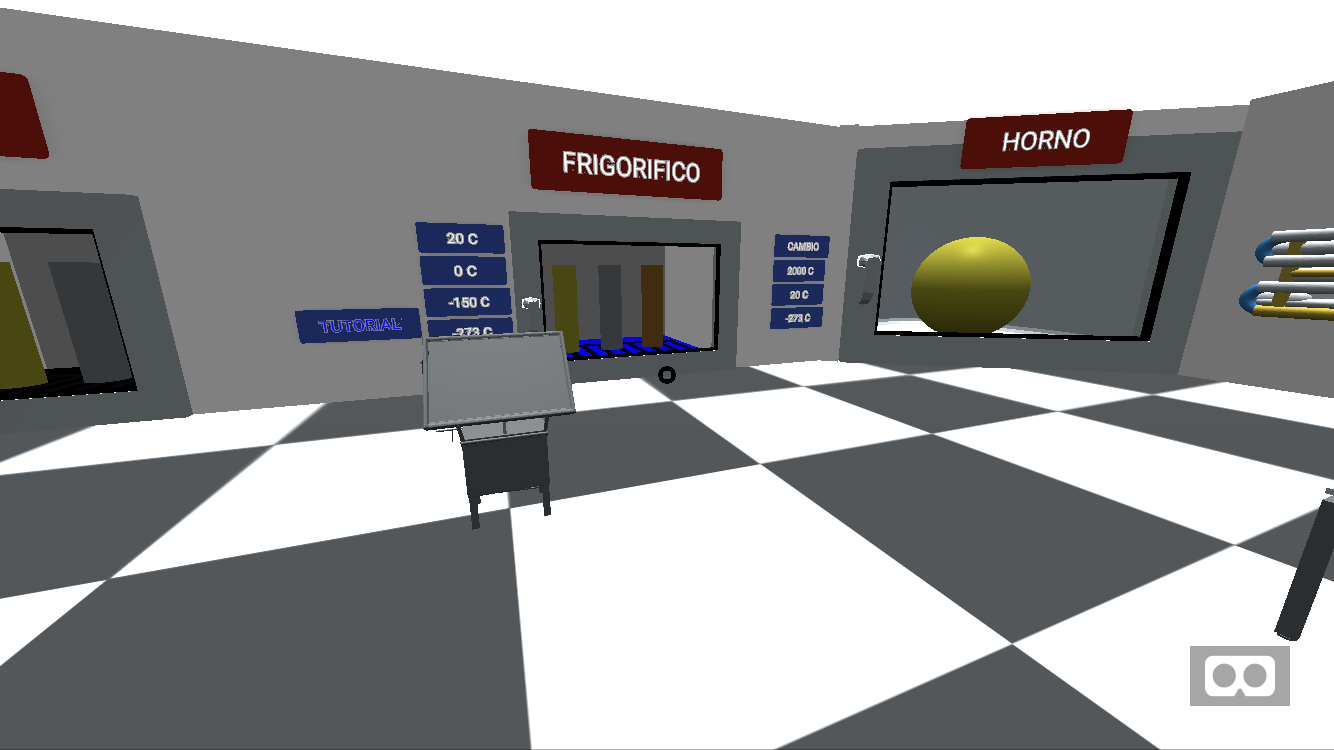 FRIGORIFICO
HORNO
20 C
0 C
-150 C
-273 C
TUTORIAL
CAMBIO
2000 C
20 C
-273 C